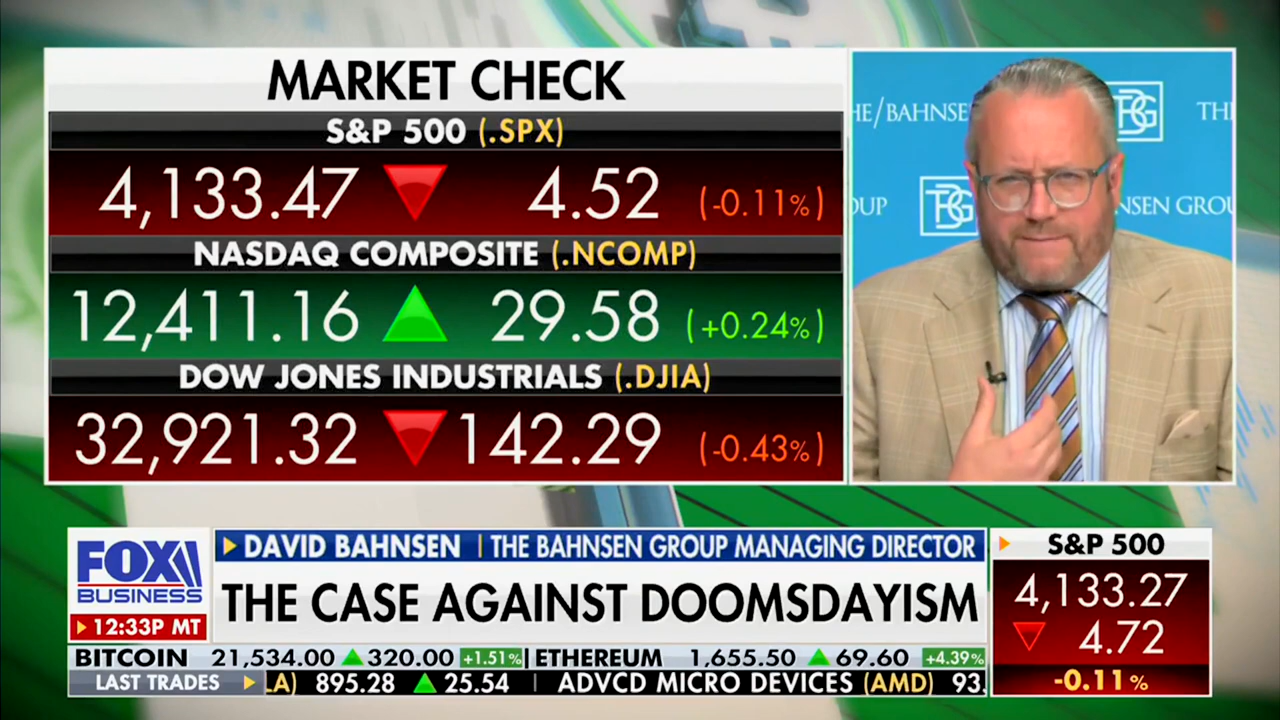 MARKET CHECK
S&P 500 (.SPX)
4,133.47 ▼ 4.52 (-0.11%)
NASDAQ COMPOSITE (.NCOMP)
12,411.16 ▲ 29.58 (+0.24%)
DOW JONES INDUSTRIALS (.DJIA)
32,921.32 ▼ 142.29 (-0.43%)
HE/BAHNSE
TBG
TH
OUP
TBG
NSEN GROU
FOX
BUSINESS
12:33P MT
DAVID BAHNSEN | THE BAHNSEN GROUP MANAGING DIRECTOR
THE CASE AGAINST DOOMSDAYISM
S&P 500
4,133.27
▼ 4.72
-0.11%
BITCOIN 21,534.00 ▲ 320.00 +1.51% | ETHEREUM 1,655.50 ▲ 69.60 +4.39%
LAST TRADES LA) 895.28 ▲ 25.54 | ADVCD MICRO DEVICES (AMD) 93.